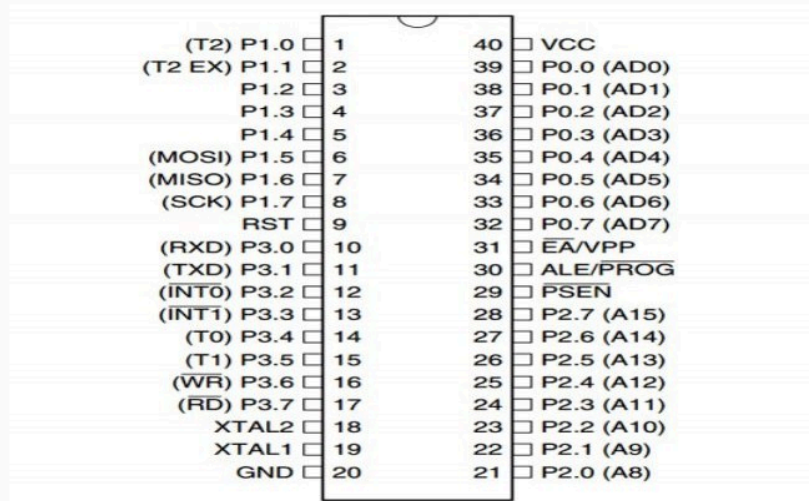 (T2) P1.0 1 40 VCC
(T2 EX) P1.1 2 39 P0.0 (AD0)
P1.2 3 38 P0.1 (AD1)
P1.3 4 37 P0.2 (AD2)
P1.4 5 36 P0.3 (AD3)
(MOSI) P1.5 6 35 P0.4 (AD4)
(MISO) P1.6 7 34 P0.5 (AD5)
(SCK) P1.7 8 33 P0.6 (AD6)
RST 9 32 P0.7 (AD7)
(RXD) P3.0 10 31 E̅A̅/VPP
(TXD) P3.1 11 30 ALE/P̅R̅O̅G̅
(I̅N̅T̅0̅) P3.2 12 29 P̅S̅E̅N̅
(I̅N̅T̅1̅) P3.3 13 28 P2.7 (A15)
(T0) P3.4 14 27 P2.6 (A14)
(T1) P3.5 15 26 P2.5 (A13)
(W̅R̅) P3.6 16 25 P2.4 (A12)
(R̅D̅) P3.7 17 24 P2.3 (A11)
XTAL2 18 23 P2.2 (A10)
XTAL1 19 22 P2.1 (A9)
GND 20 21 P2.0 (A8)